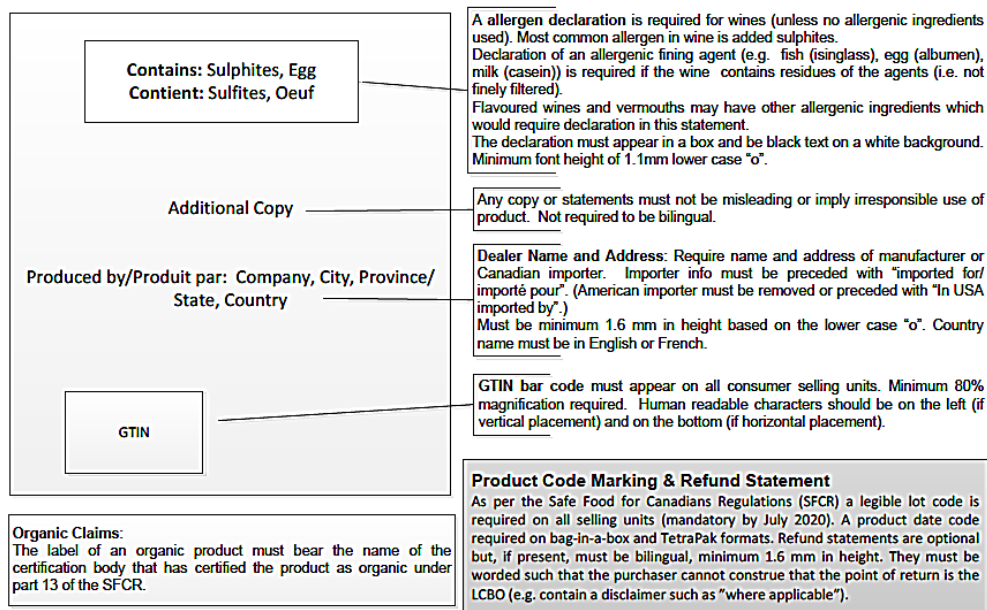 Contains: Sulphites, Egg
Contient: Sulfites, Oeuf
Additional Copy
Produced by/Produit par: Company, City, Province/
State, Country
GTIN
A allergen declaration is required for wines (unless no allergenic ingredients
used). Most common allergen in wine is added sulphites.
Declaration of an allergenic fining agent (e.g. fish (isinglass), egg (albumen),
milk (casein)) is required if the wine contains residues of the agents (i.e. not
finely filtered).
Flavoured wines and vermouths may have other allergenic ingredients which
would require declaration in this statement.
The declaration must appear in a box and be black text on a white background.
Minimum font height of 1.1mm lower case “o”.
Any copy or statements must not be misleading or imply irresponsible use of
product. Not required to be bilingual.
Dealer Name and Address: Require name and address of manufacturer or
Canadian importer. Importer info must be preceded with “imported for/
importé pour”. (American importer must be removed or preceded with “In USA
imported by”.)
Must be minimum 1.6 mm in height based on the lower case “o”. Country
name must be in English or French.
GTIN bar code must appear on all consumer selling units. Minimum 80%
magnification required. Human readable characters should be on the left (if
vertical placement) and on the bottom (if horizontal placement).
Organic Claims:
The label of an organic product must bear the name of the
certification body that has certified the product as organic under
part 13 of the SFCR.
Product Code Marking & Refund Statement
As per the Safe Food for Canadians Regulations (SFCR) a legible lot code is
required on all selling units (mandatory by July 2020). A product date code
required on bag-in-a-box and TetraPak formats. Refund statements are optional
but, if present, must be bilingual, minimum 1.6 mm in height. They must be
worded such that the purchaser cannot construe that the point of return is the
LCBO (e.g. contain a disclaimer such as ”where applicable”).